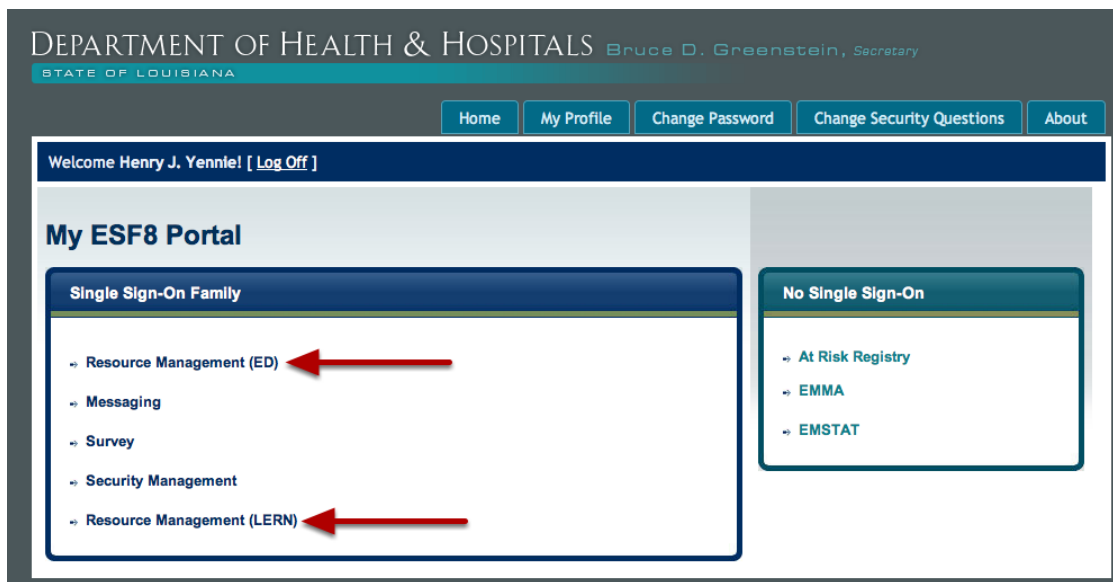 DEPARTMENT OF HEALTH & HOSPITALS Bruce D. Greenstein, Secretary
STATE OF LOUISIANA
Home My Profile Change Password Change Security Questions About
Welcome Henry J. Yennie! [ Log Off ]
My ESF8 Portal
Single Sign-On Family
Resource Management (ED)
Messaging
Survey
Security Management
Resource Management (LERN)
No Single Sign-On
At Risk Registry
EMMA
EMSTAT